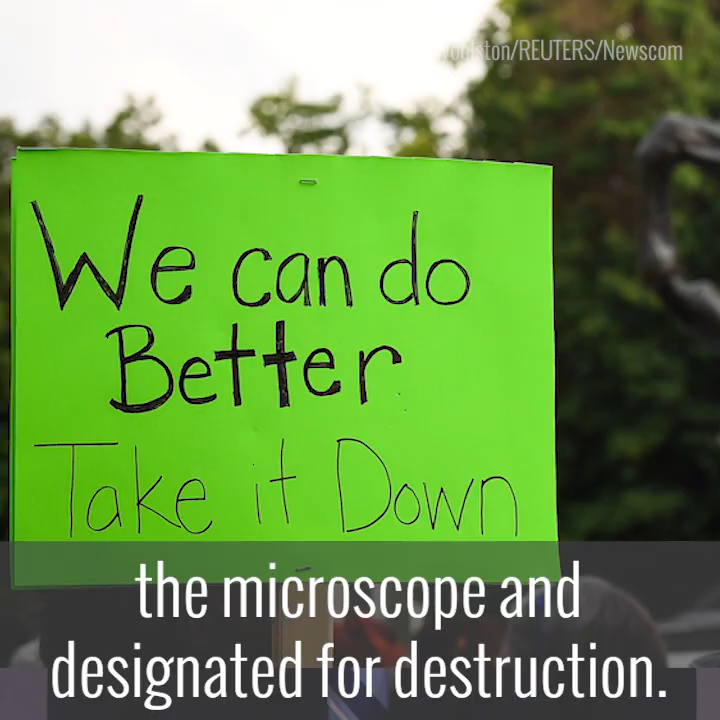 /REUTERS/Newscom
We can do
Better
Take it Down
the microscope and
designated for destruction.